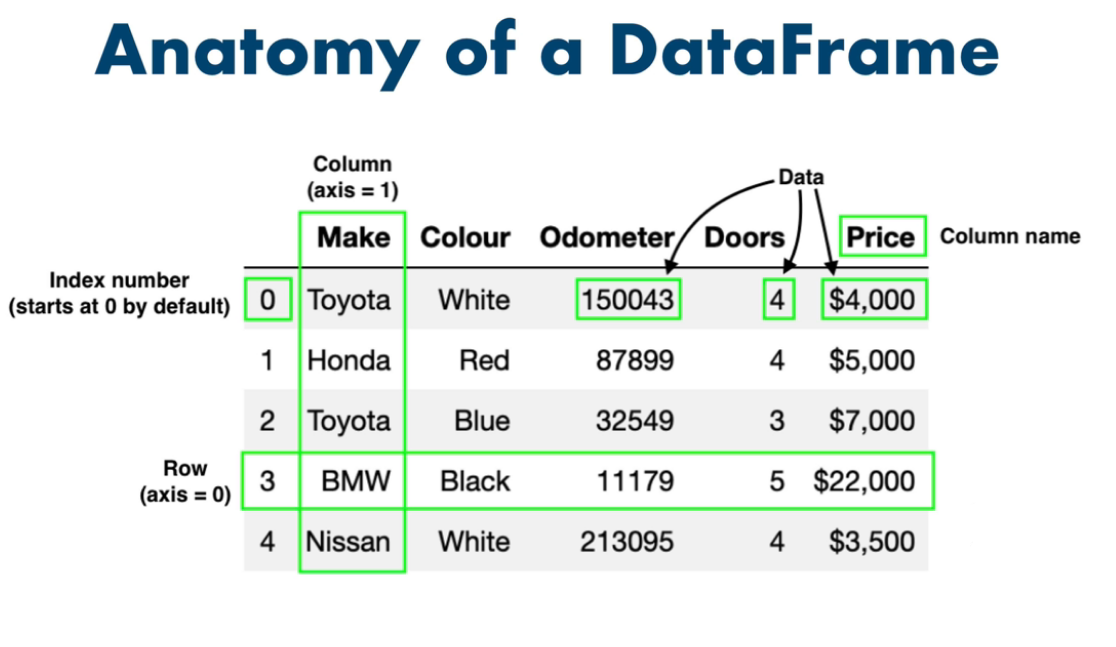 Anatomy of a DataFrame
Column
(axis = 1)
Data
Make Colour Odometer Doors Price Column name
Index number
(starts at 0 by default)
0 Toyota White 150043 4 $4,000
1 Honda Red 87899 4 $5,000
2 Toyota Blue 32549 3 $7,000
Row
(axis = 0)
3 BMW Black 11179 5 $22,000
4 Nissan White 213095 4 $3,500